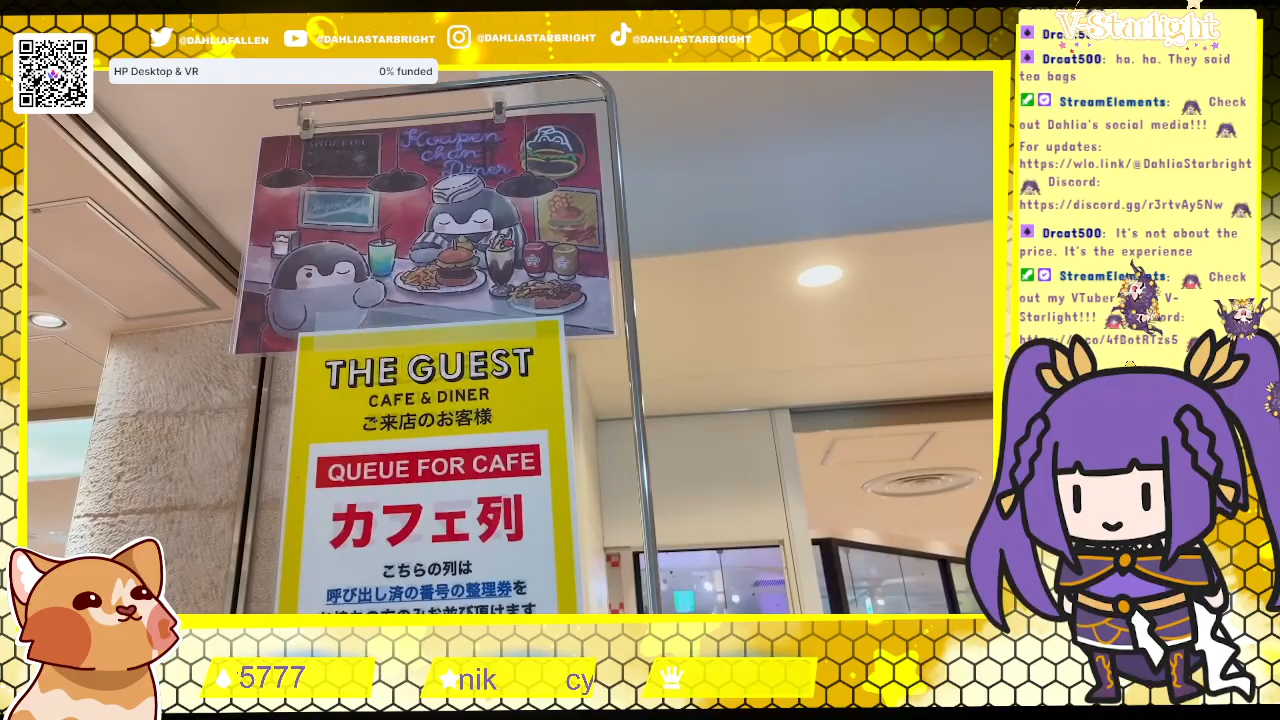 @DAHLIAFALLEN
@DAHLIASTARBRIGHT
@DAHLIASTARBRIGHT
@DAHLIASTARBRIGHT
HP Desktop & VR
0% funded
V-Starlight
Drcat500: ha. ha. They said
tea bags
StreamElements: Check
out Dahlia's social media!!!
For updates:
https://wlo.link/@DahliaStarbright
Discord:
https://discord.gg/r3rtvAy5Nw
Drcat500: It's not about the
price. It's the experience
StreamElements: Check
out my VTuber V-
Starlight!!!
Koupen
chan
Diner
THE GUEST
CAFE & DINER
ご来店のお客様
QUEUE FOR CAFE
カフェ列
こちらの列は
呼び出し済の番号の整理券を
5777
nik cy